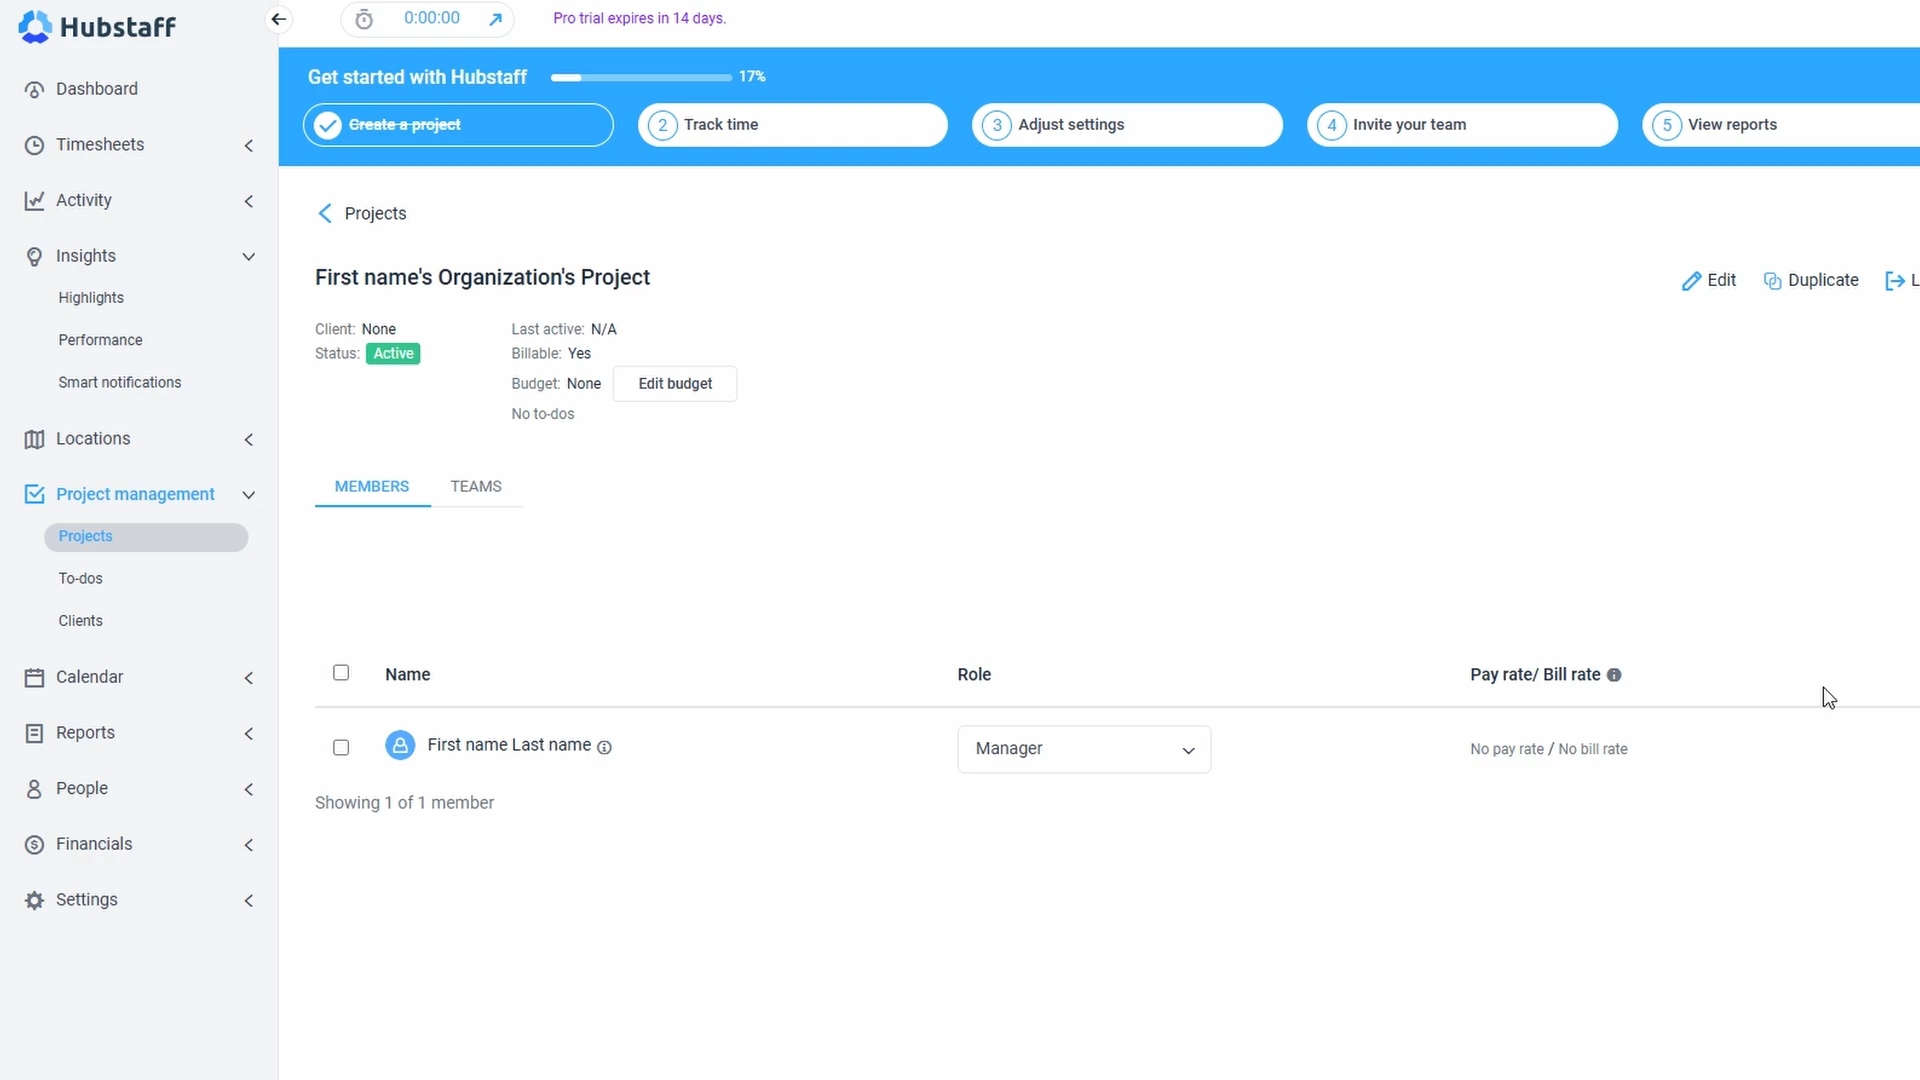 Hubstaff
0:00:00
Pro trial expires in 14 days.
Dashboard
Timesheets
Activity
Insights
Highlights
Performance
Smart notifications
Locations
Project management
Projects
To-dos
Clients
Calendar
Reports
People
Financials
Settings
Get started with Hubstaff 17%
Create a project
2 Track time
3 Adjust settings
4 Invite your team
5 View reports
Projects
First name's Organization's Project
Edit
Duplicate
L
Client: None
Status: Active
Last active: N/A
Billable: Yes
Budget: None
Edit budget
No to-dos
MEMBERS
TEAMS
Name
Role
Pay rate/ Bill rate
First name Last name
Manager
No pay rate / No bill rate
Showing 1 of 1 member